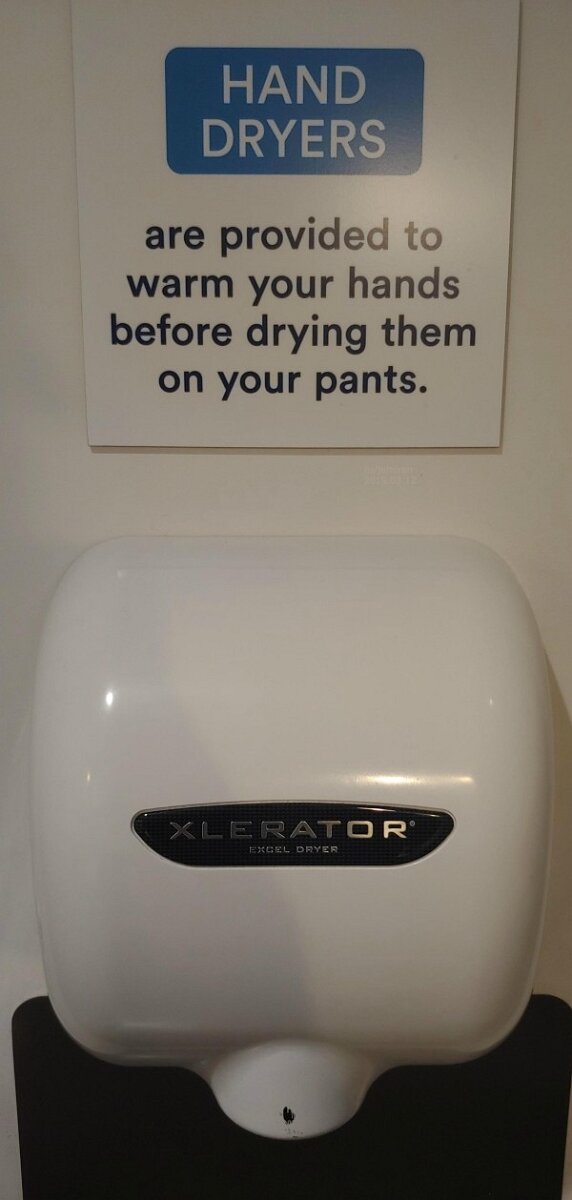 HAND
DRYERS
are provided to
warm your hands
before drying them
on your pants.
XLERATOR®
EXCEL DRYER